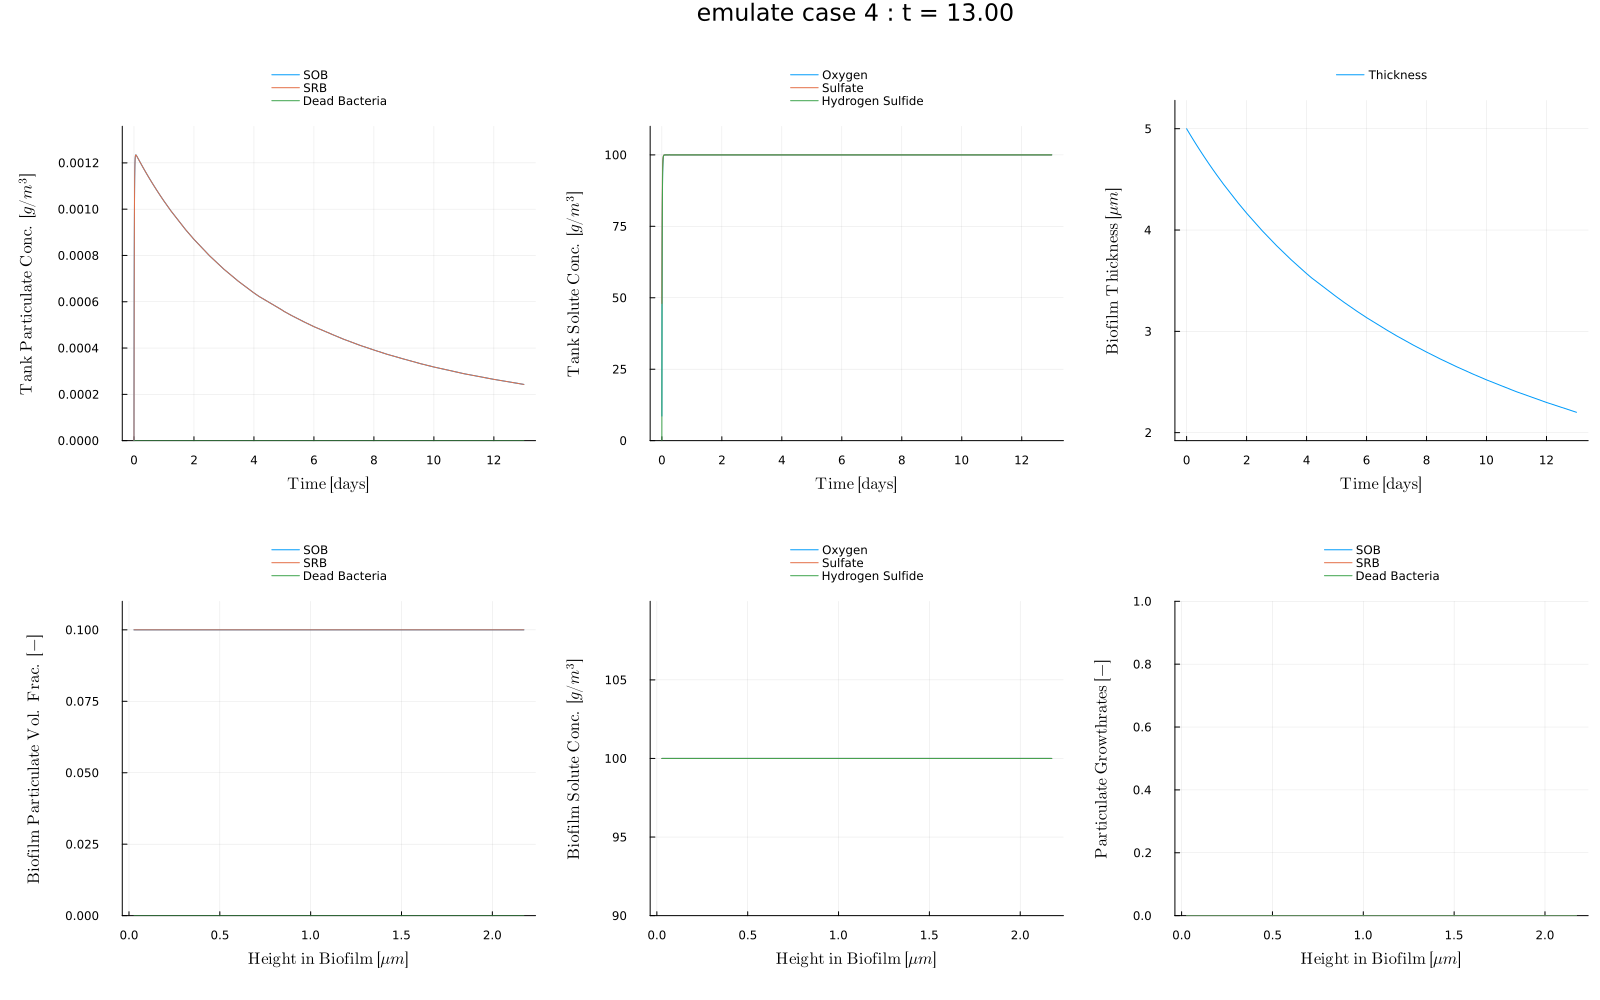 emulate case 4 : t = 13.00
SOB
SRB
Dead Bacteria
Tank Particulate Conc. [g/m³]
0.0012
0.0010
0.0008
0.0006
0.0004
0.0002
0.0000
0 2 4 6 8 10 12
Time [days]
Oxygen
Sulfate
Hydrogen Sulfide
Tank Solute Conc. [g/m³]
100
75
50
25
0
0 2 4 6 8 10 12
Time [days]
Thickness
Biofilm Thickness [μm]
5
4
3
2
0 2 4 6 8 10 12
Time [days]
SOB
SRB
Dead Bacteria
Biofilm Particulate Vol. Frac. [−]
0.100
0.075
0.050
0.025
0.000
0.0 0.5 1.0 1.5 2.0
Height in Biofilm [μm]
Oxygen
Sulfate
Hydrogen Sulfide
Biofilm Solute Conc. [g/m³]
105
100
95
90
0.0 0.5 1.0 1.5 2.0
Height in Biofilm [μm]
SOB
SRB
Dead Bacteria
Particulate Growthrates [−]
1.0
0.8
0.6
0.4
0.2
0.0
0.0 0.5 1.0 1.5 2.0
Height in Biofilm [μm]